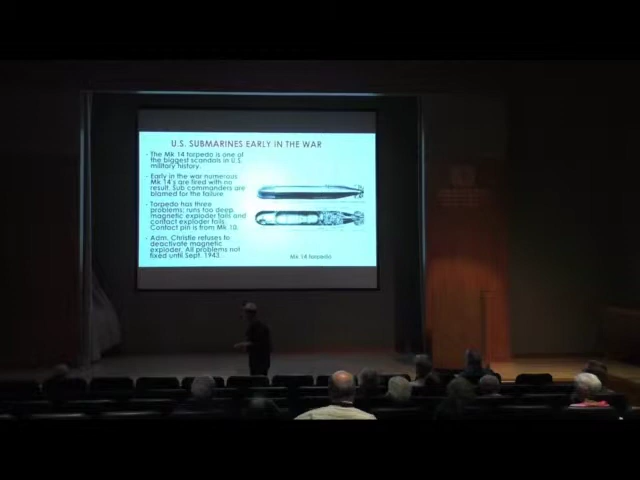 U.S. SUBMARINES EARLY IN THE WAR
- The Mk 14 torpedo is one of
the biggest scandals in U.S.
military history.
- Early in the war numerous
Mk 14's are fired with no
result. Sub commanders are
blamed for the failure.
- Torpedo has three
problems; runs too deep,
magnetic exploder fails and
contact exploder fails.
Contact pin is from Mk 10.
- Adm. Christie refuses to
deactivate magnetic
exploder. All problems not
fixed until Sept. 1943.
Mk 14 torpedo